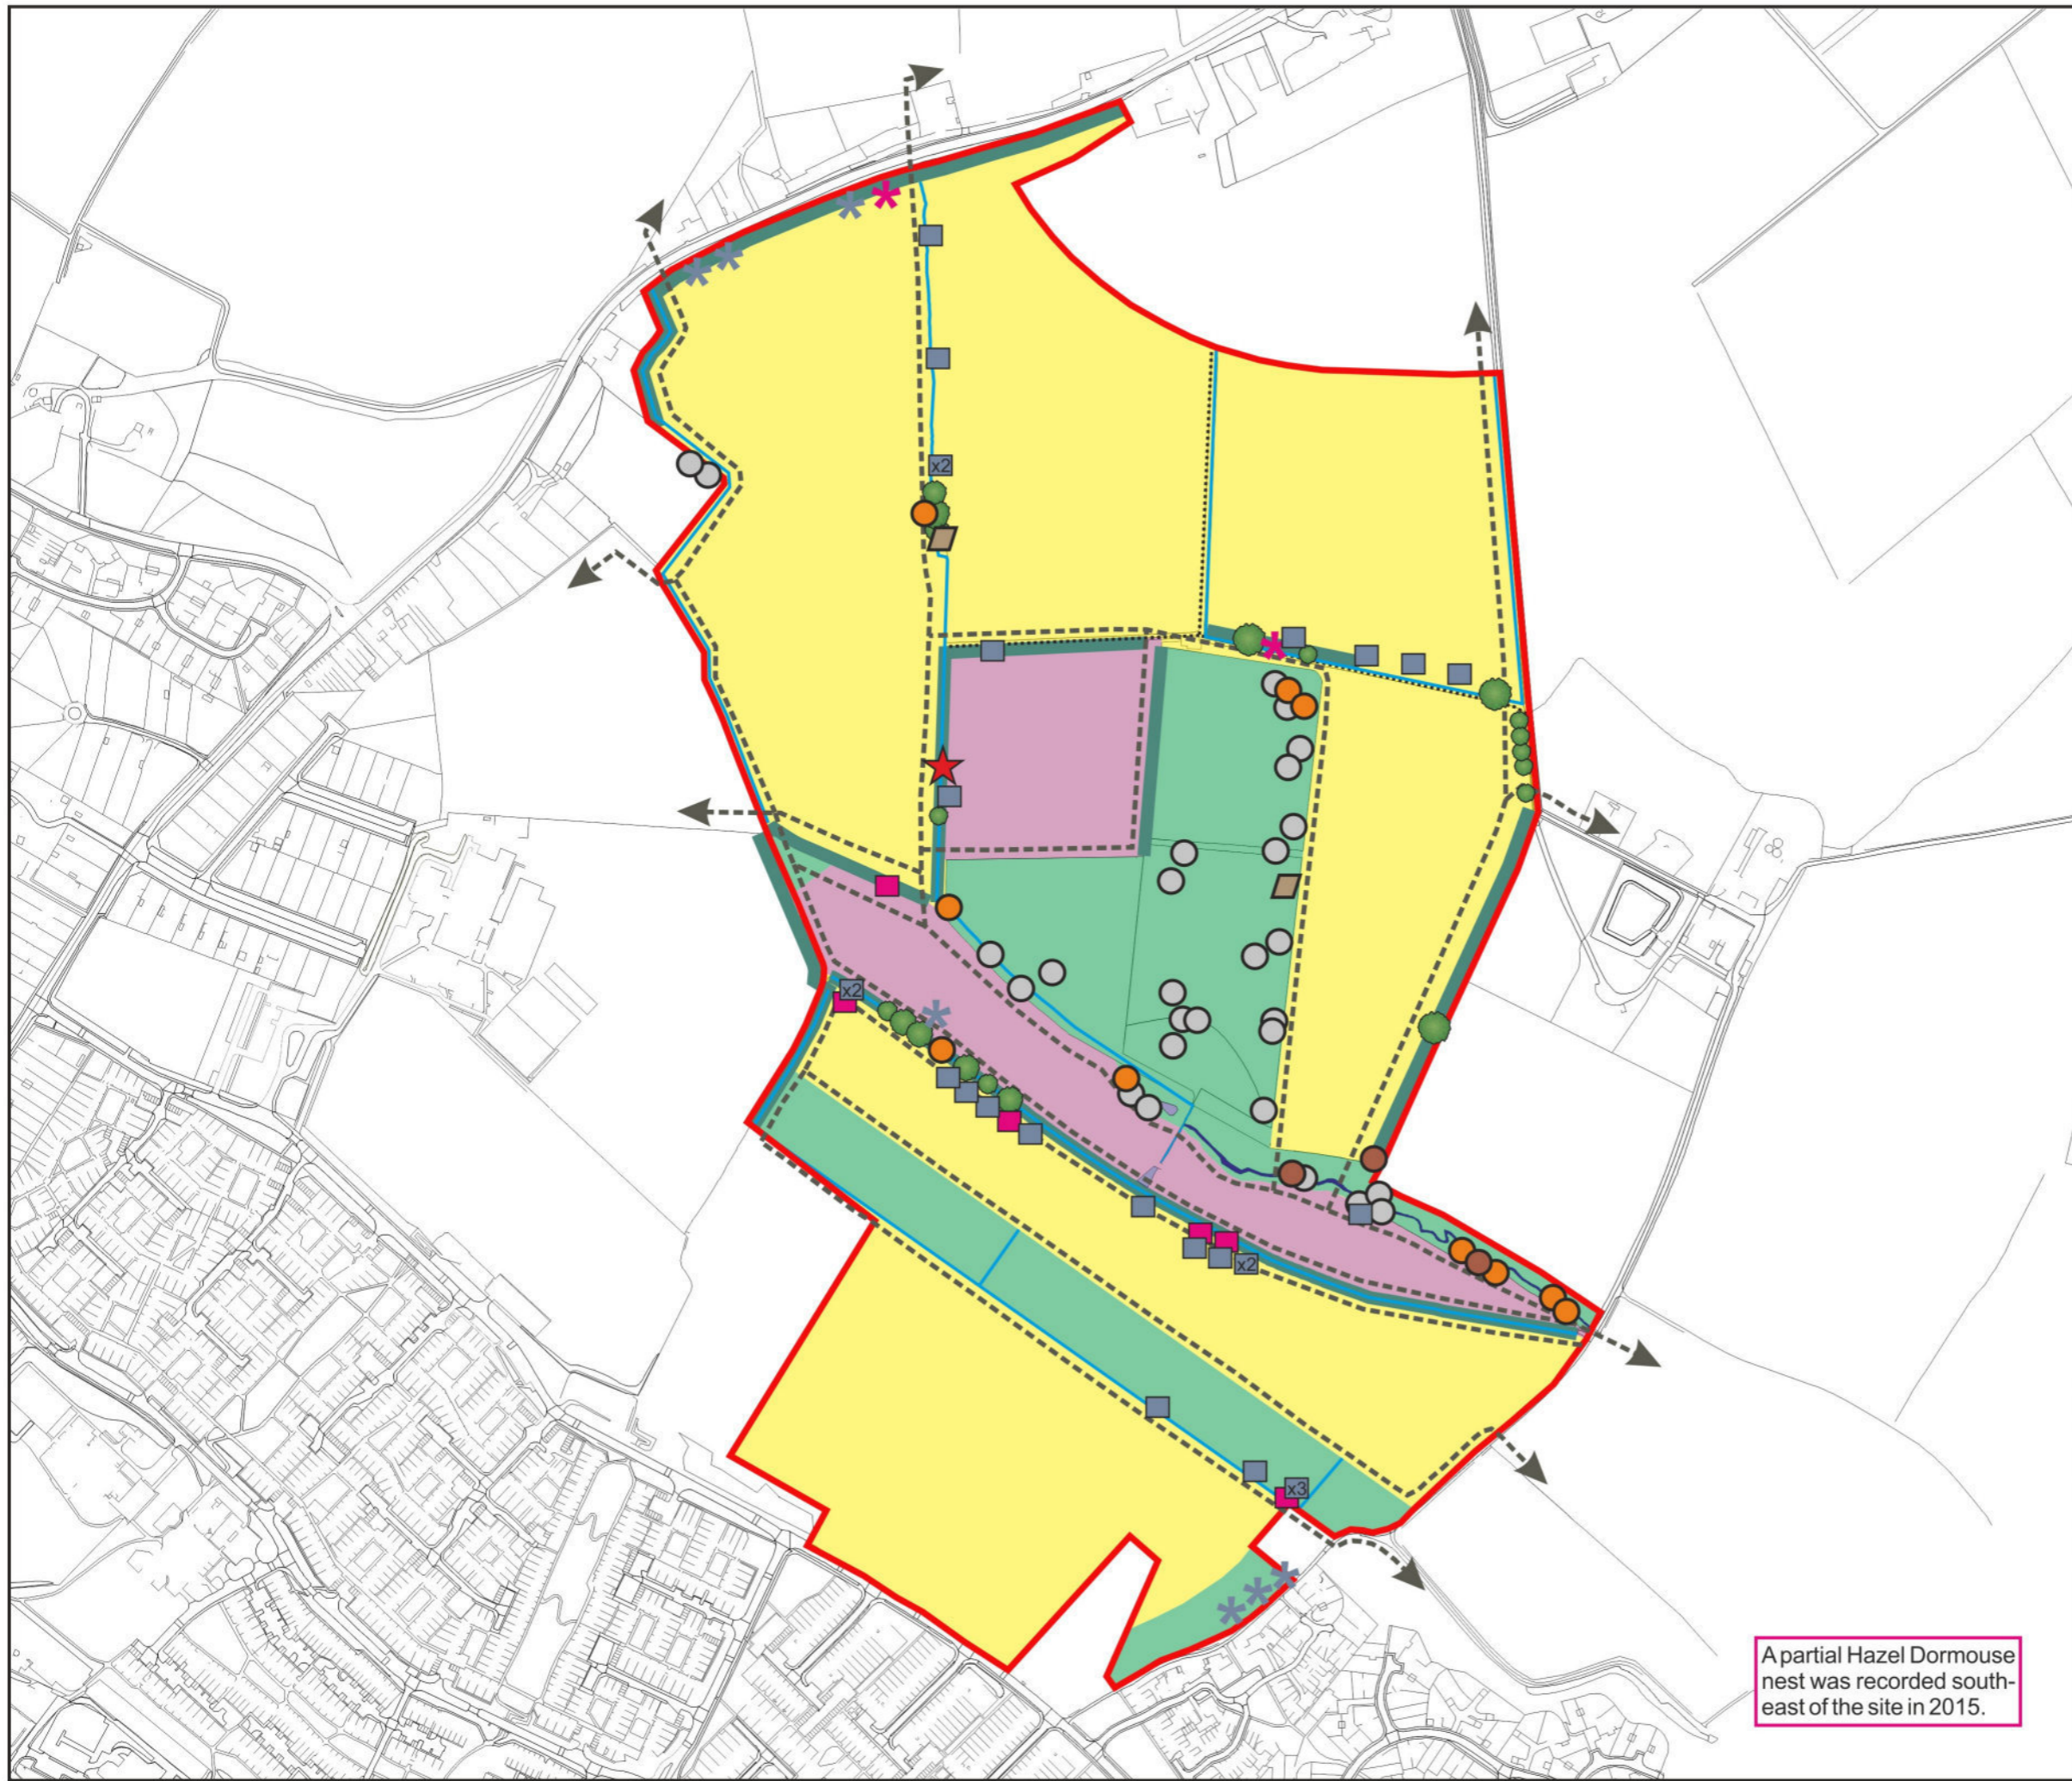 x2
x2
x2
x3
A partial Hazel Dormouse
nest was recorded south-
east of the site in 2015.